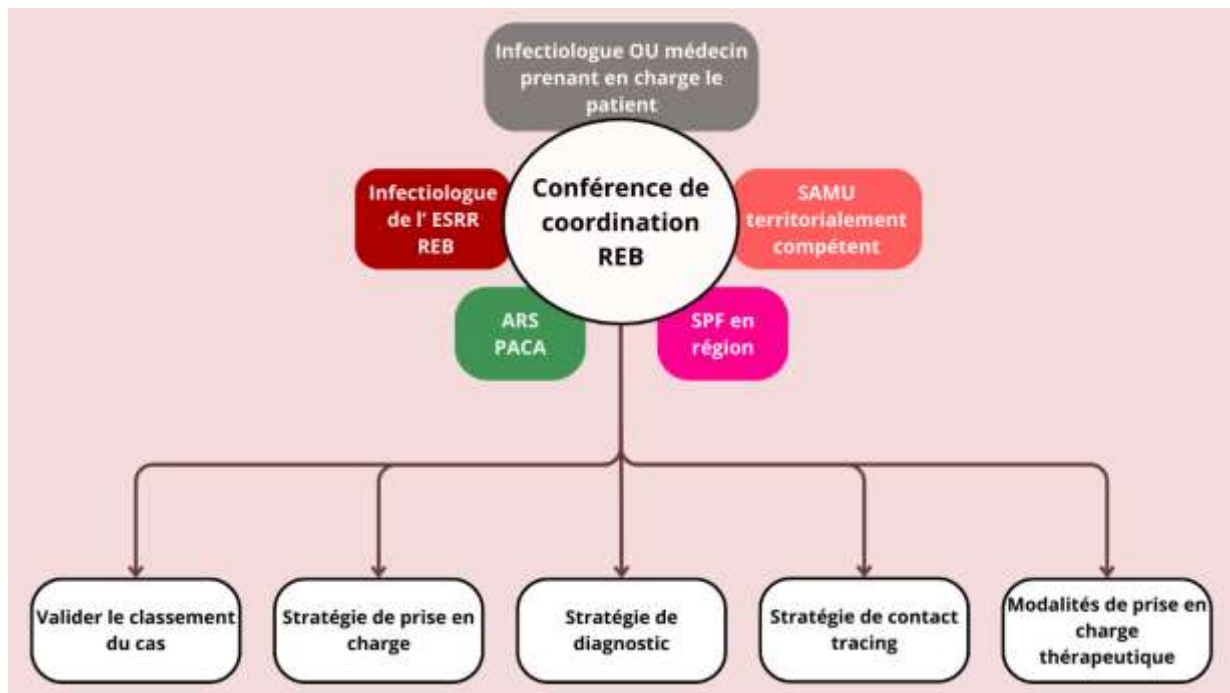 Infectiologue OU médecin
prenant en charge le
patient
Infectiologue
de l' ESRR
REB
Conférence de
coordination
REB
SAMU
territorialement
compétent
ARS
PACA
SPF en
région
Valider le classement
du cas
Stratégie de prise en
charge
Stratégie de
diagnostic
Stratégie de contact
tracing
Modalités de prise en
charge
thérapeutique